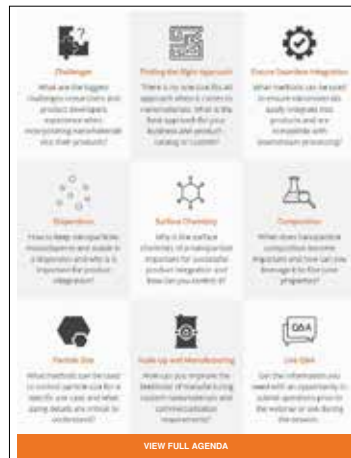 Challenges
What are the biggest
challenges researchers and
product developers
experience when
incorporating nanomaterials
into their products?
Finding the Right Approach
There is no one size fits all
approach when it comes to
nanomaterials. What is the
best approach for your
business and product:
catalog or custom?
Ensure Seamless Integration
What methods can be used
to ensure nanomaterials
easily integrate into
products and are
compatible with
downstream processing?
Dispersions
How to keep nanoparticles
monodispersed and stable in
a dispersion and why is it
important for product
integration?
Surface Chemistry
Why is the surface
chemistry of a nanoparticle
important for successful
product integration and
how can you control it?
Composition
When does nanoparticle
composition become
important and how can you
leverage it to fine-tune
properties?
Particle Size
What methods can be used
to control particle size for a
specific use case and what
sizing details are critical to
understand?
Scale Up and Manufacturing
How can you improve the
likelihood of manufacturing
custom nanomaterials and
commercialization
requirements?
Q&A
Live Q&A
Get the information you
need with an opportunity to
submit questions prior to
the webinar or ask during
the session.
VIEW FULL AGENDA